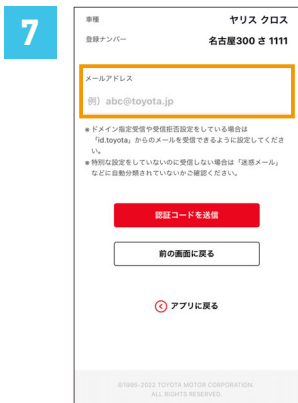 7
車種 ヤリス クロス
登録ナンバー 名古屋300 さ 1111
メールアドレス
例）abc@toyota.jp
※ドメイン指定受信や受信拒否設定をしている場合は
「id.toyota」からのメールを受信できるように設定してくださ
い。
※特別な設定をしていないのに受信しない場合は「迷惑メール」
などに自動分類されていないかご確認ください。
認証コードを送信
前の画面に戻る
アプリに戻る
©1995-2022 TOYOTA MOTOR CORPORATION.
ALL RIGHTS RESERVED.